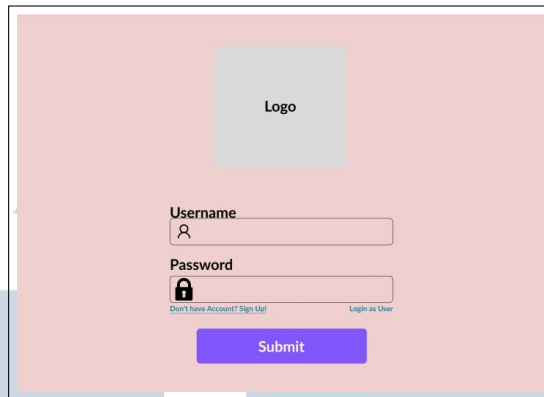 Logo
Username
Password
Don't have Account? Sign Up! Login as User
Submit